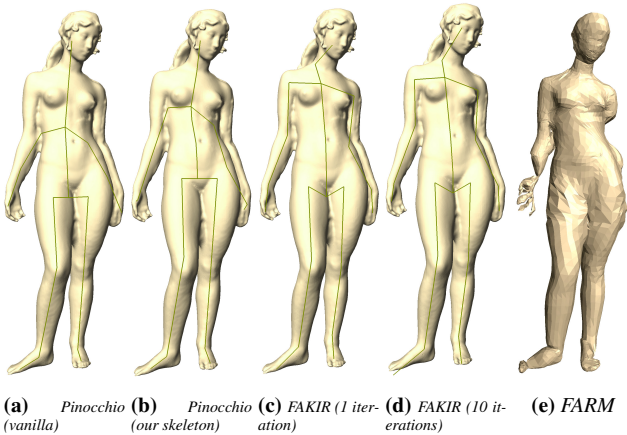 (a) Pinocchio (vanilla)
(b) Pinocchio (our skeleton)
(c) FAKIR (1 iter-ation)
(d) FAKIR (10 it-erations)
(e) FARM